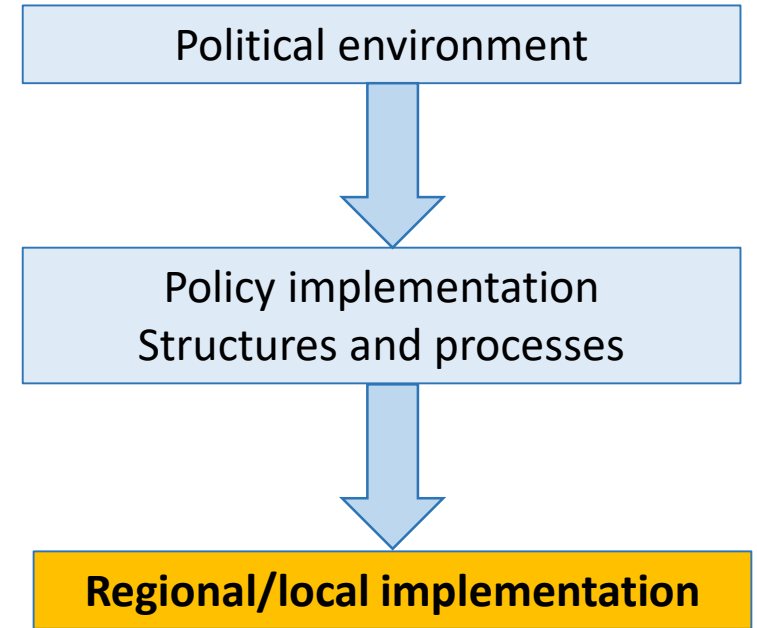 Political environment
Policy implementation
Structures and processes
Regional/local implementation